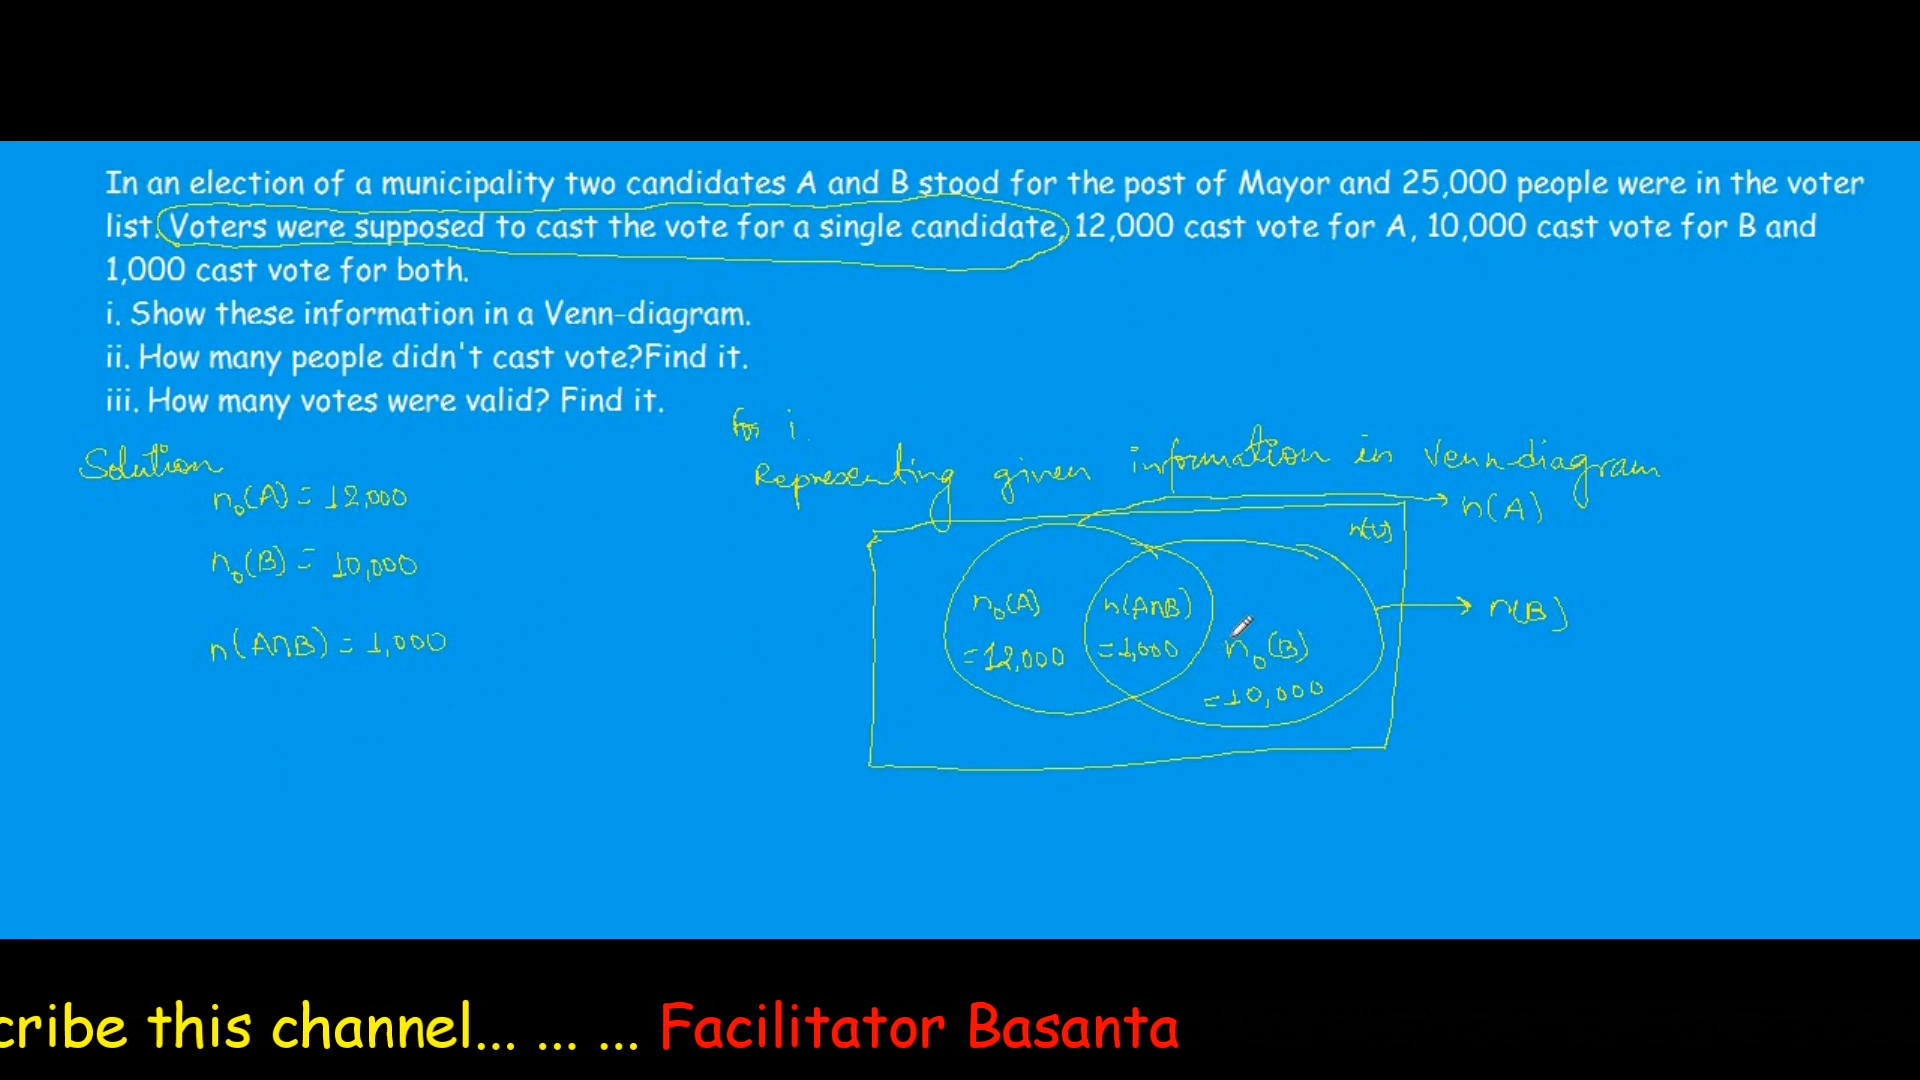 In an election of a municipality two candidates A and B stood for the post of Mayor and 25,000 people were in the voter
list. Voters were supposed to cast the vote for a single candidate, 12,000 cast vote for A, 10,000 cast vote for B and
1,000 cast vote for both.
i. Show these information in a Venn-diagram.
ii. How many people didn't cast vote?Find it.
iii. How many votes were valid? Find it.
Solution
n₀(A) = 12,000
n₀(B) = 10,000
n(A∩B) = 1,000
for i.
Representing given information in Venn-diagram
n(A)
n(U)
n₀(A)
=12,000
n(A∩B)
=1,000
n₀(B)
=10,000
n(B)
cribe this channel... ... ... Facilitator Basanta